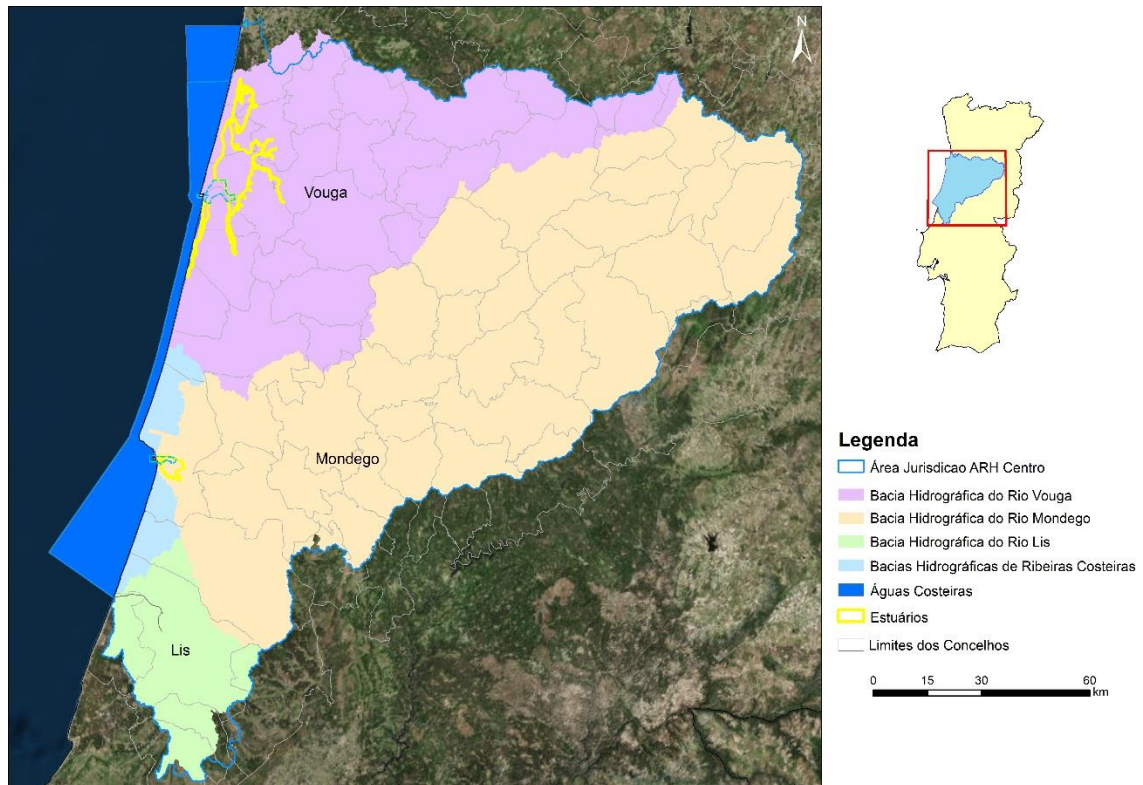 N
Vouga
Mondego
Lis
Legenda
Área Jurisdicao ARH Centro
Bacia Hidrográfica do Rio Vouga
Bacia Hidrográfica do Rio Mondego
Bacia Hidrográfica do Rio Lis
Bacias Hidrográficas de Ribeiras Costeiras
Águas Costeiras
Estuários
Limites dos Concelhos
0 15 30 60
km